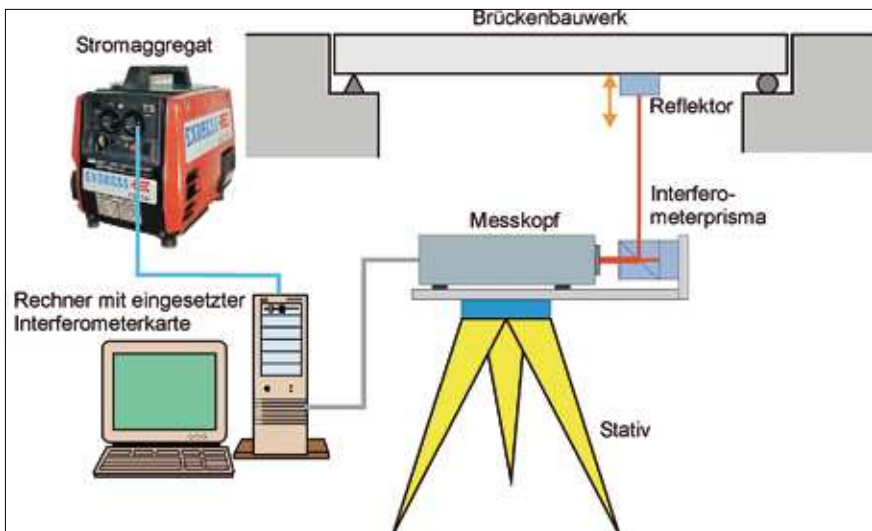 Brückenbauwerk
Stromaggregat
Reflektor
Interfero-
meterprisma
Messkopf
Rechner mit eingesetzter
Interferometerkarte
Stativ